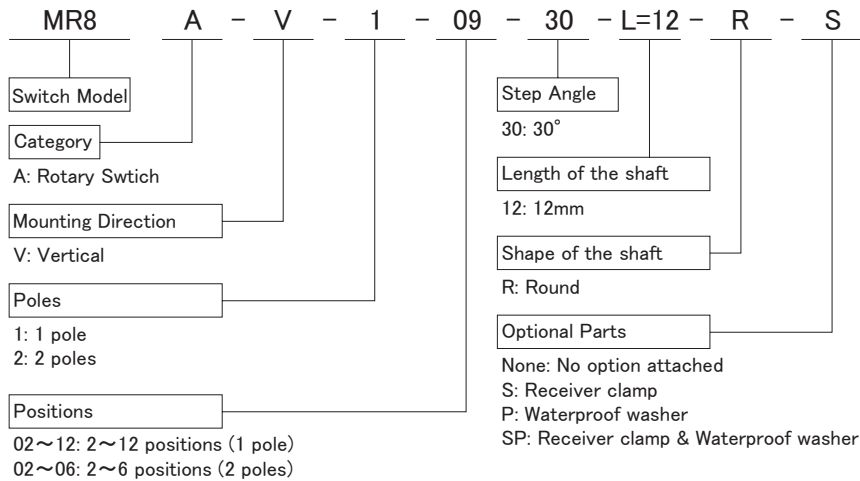 MR8 A - V - 1 - 09 - 30 - L=12 - R - S
Switch Model
Category
A: Rotary Swtich
Mounting Direction
V: Vertical
Poles
1: 1 pole
2: 2 poles
Positions
02～12: 2～12 positions (1 pole)
02～06: 2～6 positions (2 poles)
Step Angle
30: 30°
Length of the shaft
12: 12mm
Shape of the shaft
R: Round
Optional Parts
None: No option attached
S: Receiver clamp
P: Waterproof washer
SP: Receiver clamp & Waterproof washer